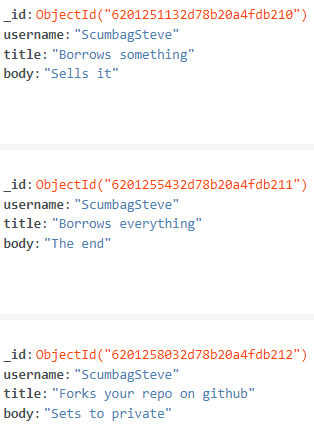 _id: ObjectId("6201251132d78b20a4fdb210")
username: "ScumbagSteve"
title: "Borrows something"
body: "Sells it"
_id: ObjectId("6201255432d78b20a4fdb211")
username: "ScumbagSteve"
title: "Borrows everything"
body: "The end"
_id: ObjectId("6201258032d78b20a4fdb212")
username: "ScumbagSteve"
title: "Forks your repo on github"
body: "Sets to private"